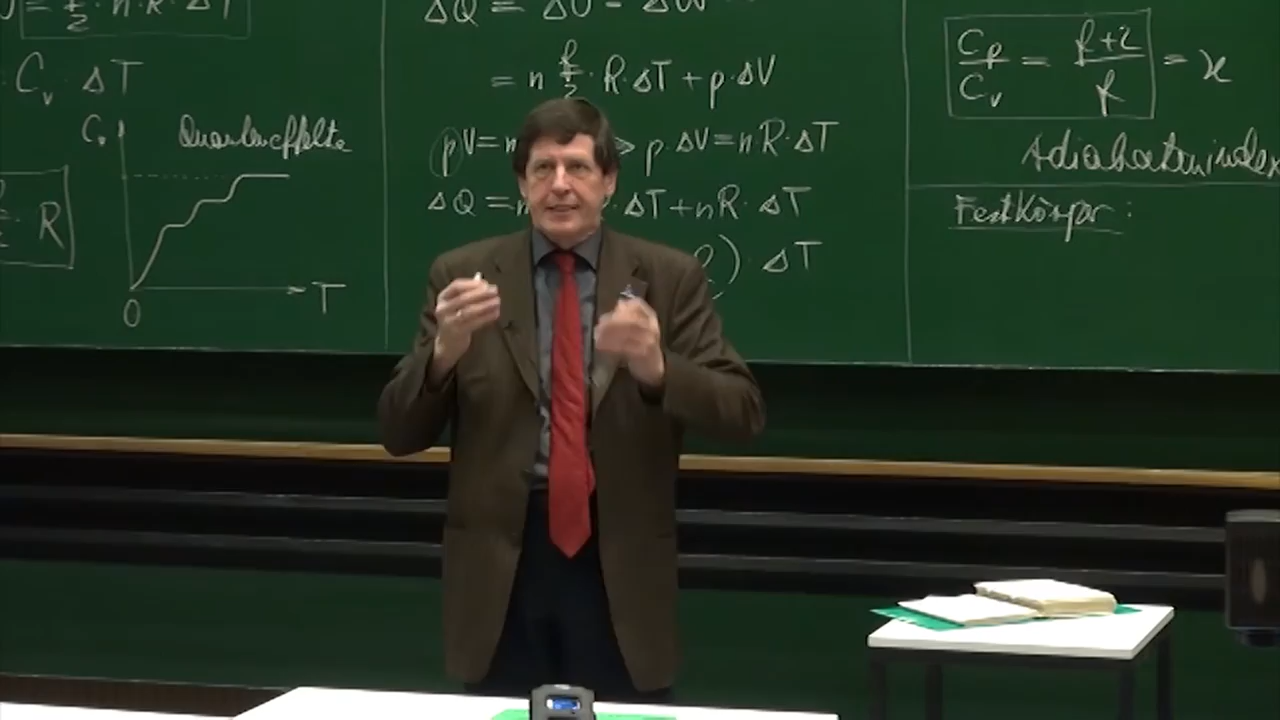 U = f/2 · n · R · ΔT
· C_v ΔT
C_v
Quanteneffekte
R
0
T
ΔQ = ΔU - ΔW
= n f/2 · R · ΔT + p · ΔV
pV = n > p · ΔV = n R · ΔT
ΔQ = n · ΔT + n R · ΔT
) ΔT
C_p/C_v = f+2/f = ϰ
Adiabatenindex
Festkörper: